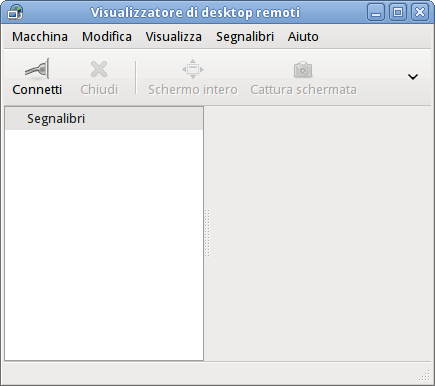 Visualizzatore di desktop remoti
Macchina Modifica Visualizza Segnalibri Aiuto
Connetti Chiudi Schermo intero Cattura schermata
Segnalibri